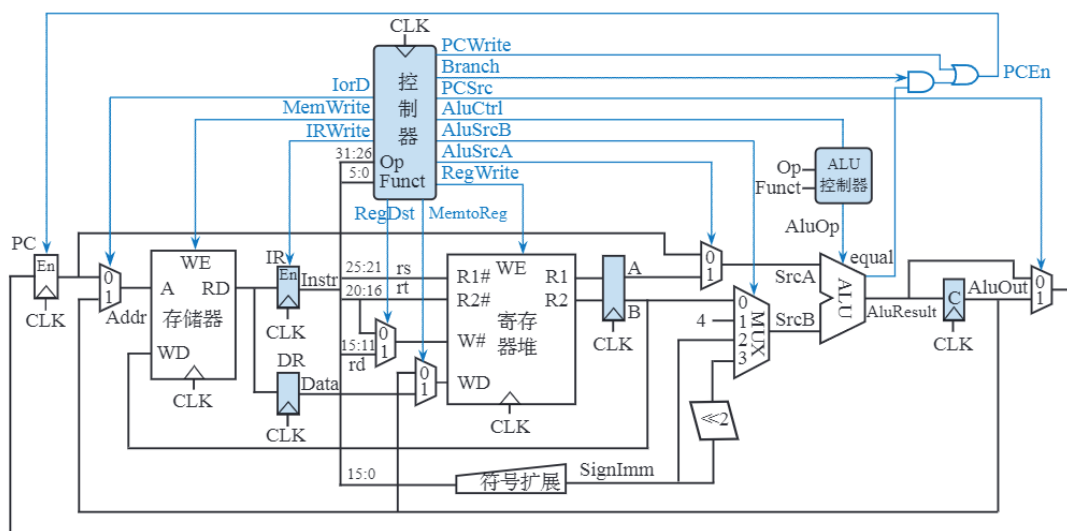 CLK
控
制
器
PCWrite
Branch
PCSrc
AluCtrl
AluSrcB
AluSrcA
RegWrite
PCEn
IorD
MemWrite
IRWrite
31:26
Op
5:0
Funct
RegDst
MemtoReg
Op
Funct
ALU
控制器
AluOp
equal
PC
En
CLK
0
1
Addr
WE
A
RD
存储器
WD
CLK
IR
En
Instr
CLK
DR
Data
CLK
25:21
rs
20:16
rt
15:11
rd
0
1
0
1
WE
R1#
R1
R2#
R2
寄存
器堆
W#
WD
CLK
A
B
CLK
0
1
4
0
1
2
3
MUX
SrcA
SrcB
ALU
AluResult
C
CLK
AluOut
0
1
≪2
15:0
符号扩展
SignImm